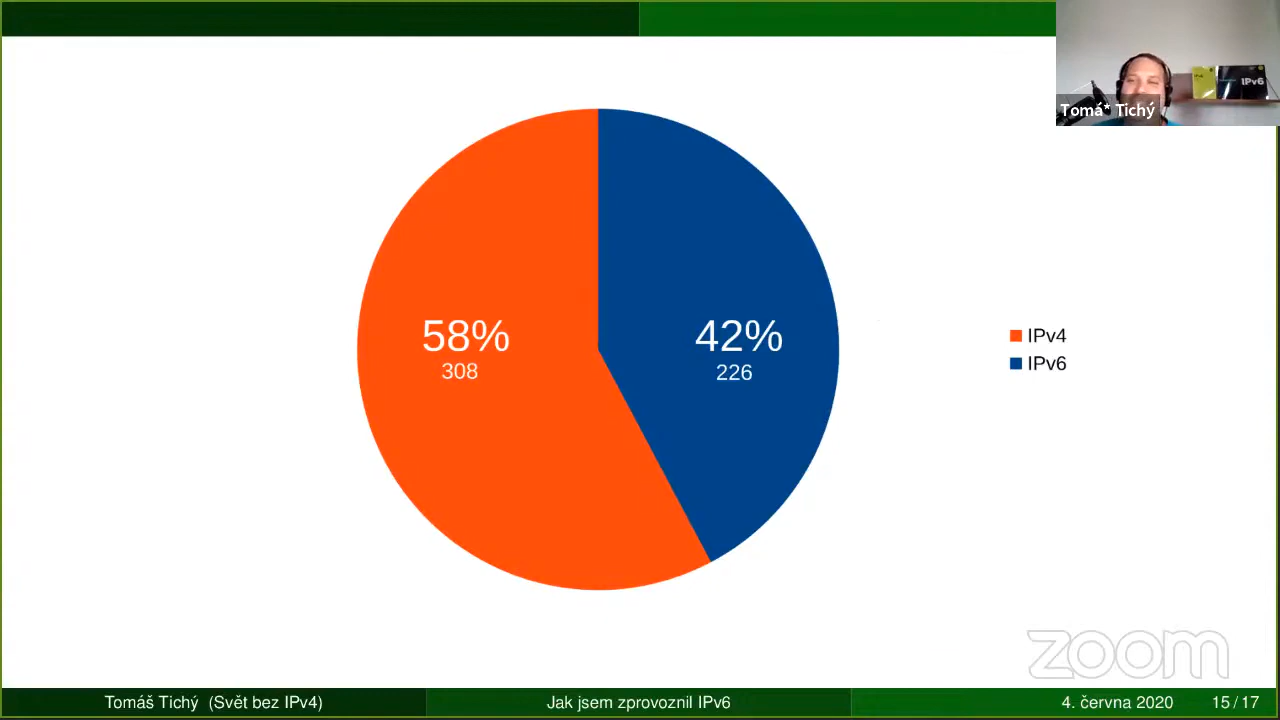 IPv6
Tomá* Tichý
58%
308
42%
226
IPv4
IPv6
zoom
Tomáš Tichý (Svět bez IPv4)
Jak jsem zprovoznil IPv6
4. června 2020
15 / 17